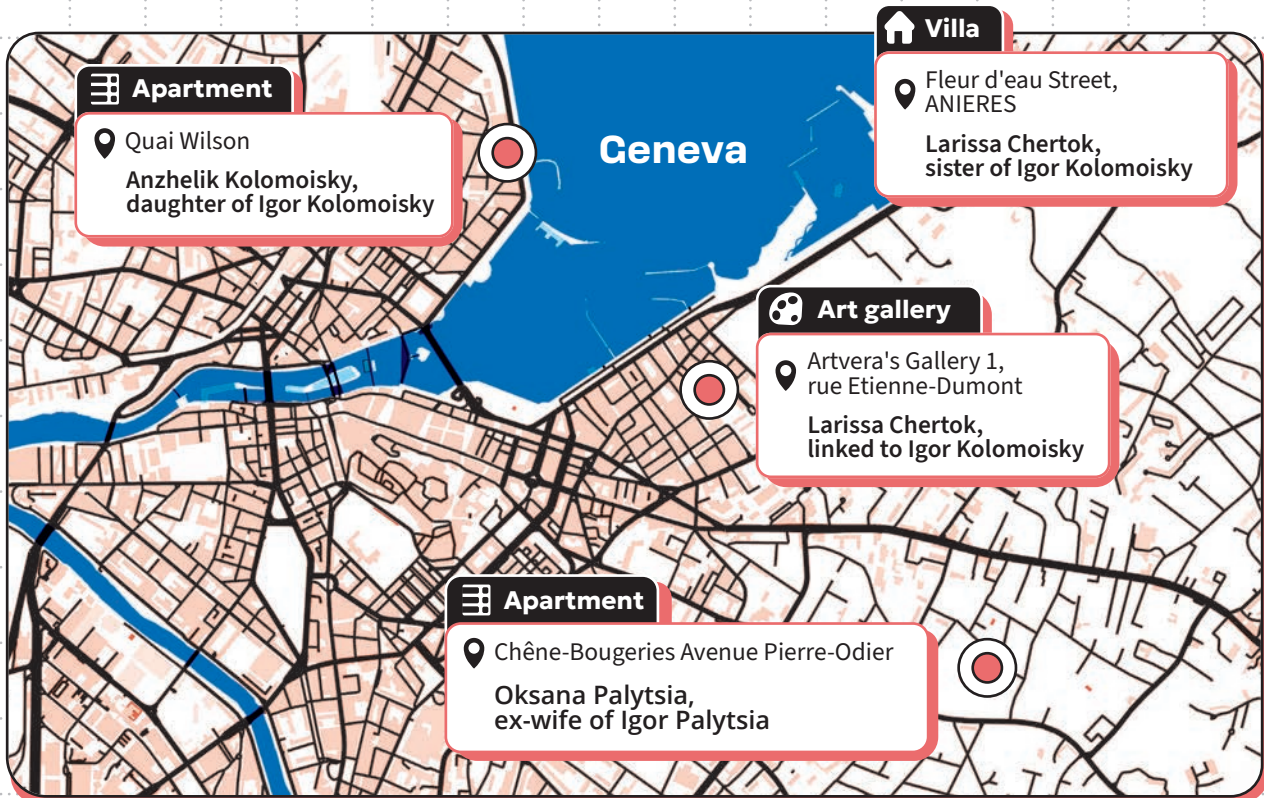 Apartment
Quai Wilson
Anzhelik Kolomoisky,
daughter of Igor Kolomoisky
Geneva
Villa
Fleur d'eau Street,
ANIERES
Larissa Chertok,
sister of Igor Kolomoisky
Art gallery
Artvera's Gallery 1,
rue Etienne-Dumont
Larissa Chertok,
linked to Igor Kolomoisky
Apartment
Chêne-Bougeries Avenue Pierre-Odier
Oksana Palytsia,
ex-wife of Igor Palytsia